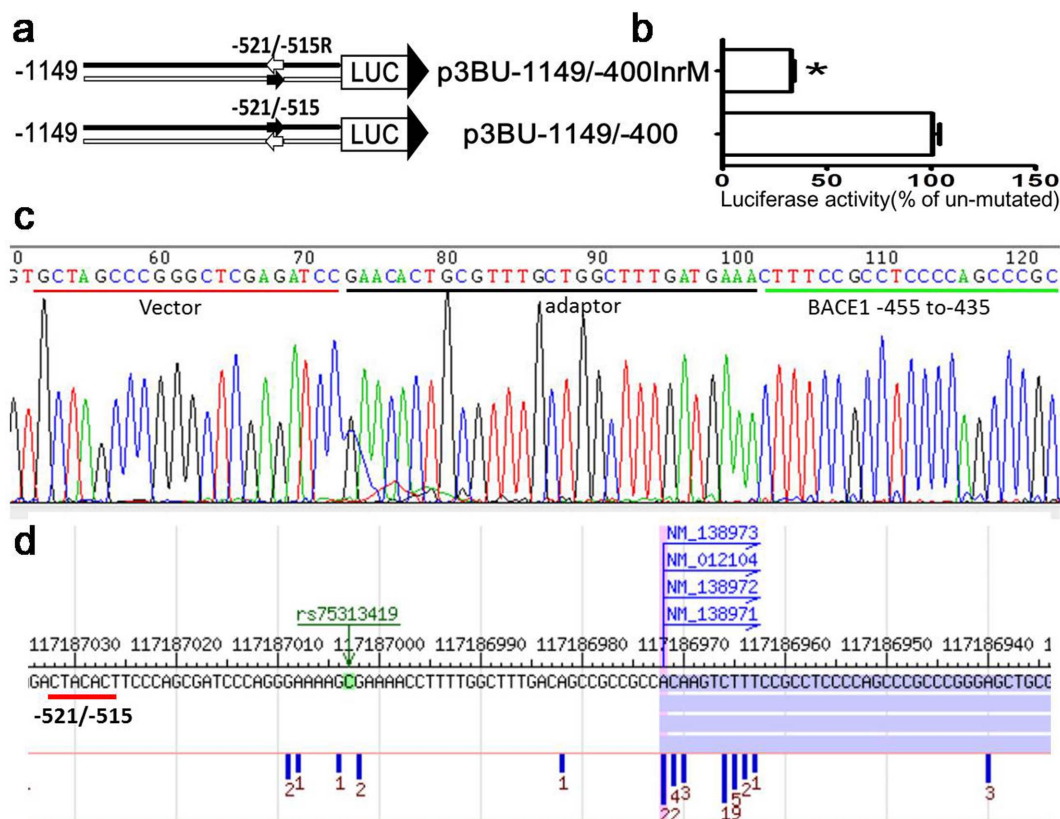 a
b
-521/-515R
-1149
LUC
p3BU-1149/-400InrM
*
-521/-515
-1149
LUC
p3BU-1149/-400
0 50 100 150
Luciferase activity(% of un-mutated)
c
0 60 70 80 90 100 110 120
GTGCTAGCCCGGGCTCGAGATCCGAACACTGCGTTTGCTGGCTTTGATGAAACTTTCCGCCTCCCCAGCCCGC
Vector
adaptor
BACE1 -455 to-435
d
NM_138973
NM_012104
NM_138972
NM_138971
rs75313419
117187030 117187020 117187010 117187000 117186990 117186980 117186970 117186960 117186950 117186940 1
GACTACACTTCCCAGCGATCCCAGGGAAAAGCGAAAACCTTTTGGCTTTGACAGCCGCCGCCACAAGTCTTTCCGCCTCCCCAGCCCGCCCGGGAGCTGCG
-521/-515
2 1 1 2 1 22 4 3 19 5 2 1 3